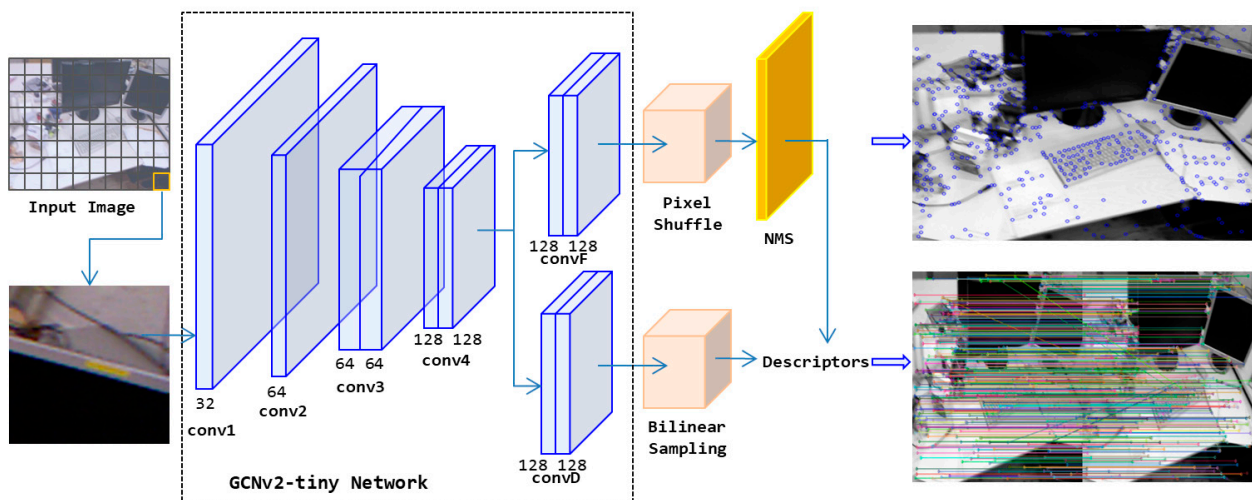 Input Image
32
conv1
64
conv2
64 64
conv3
128 128
conv4
128 128
convF
128 128
convD
GCNv2-tiny Network
Pixel
Shuffle
NMS
Bilinear
Sampling
Descriptors